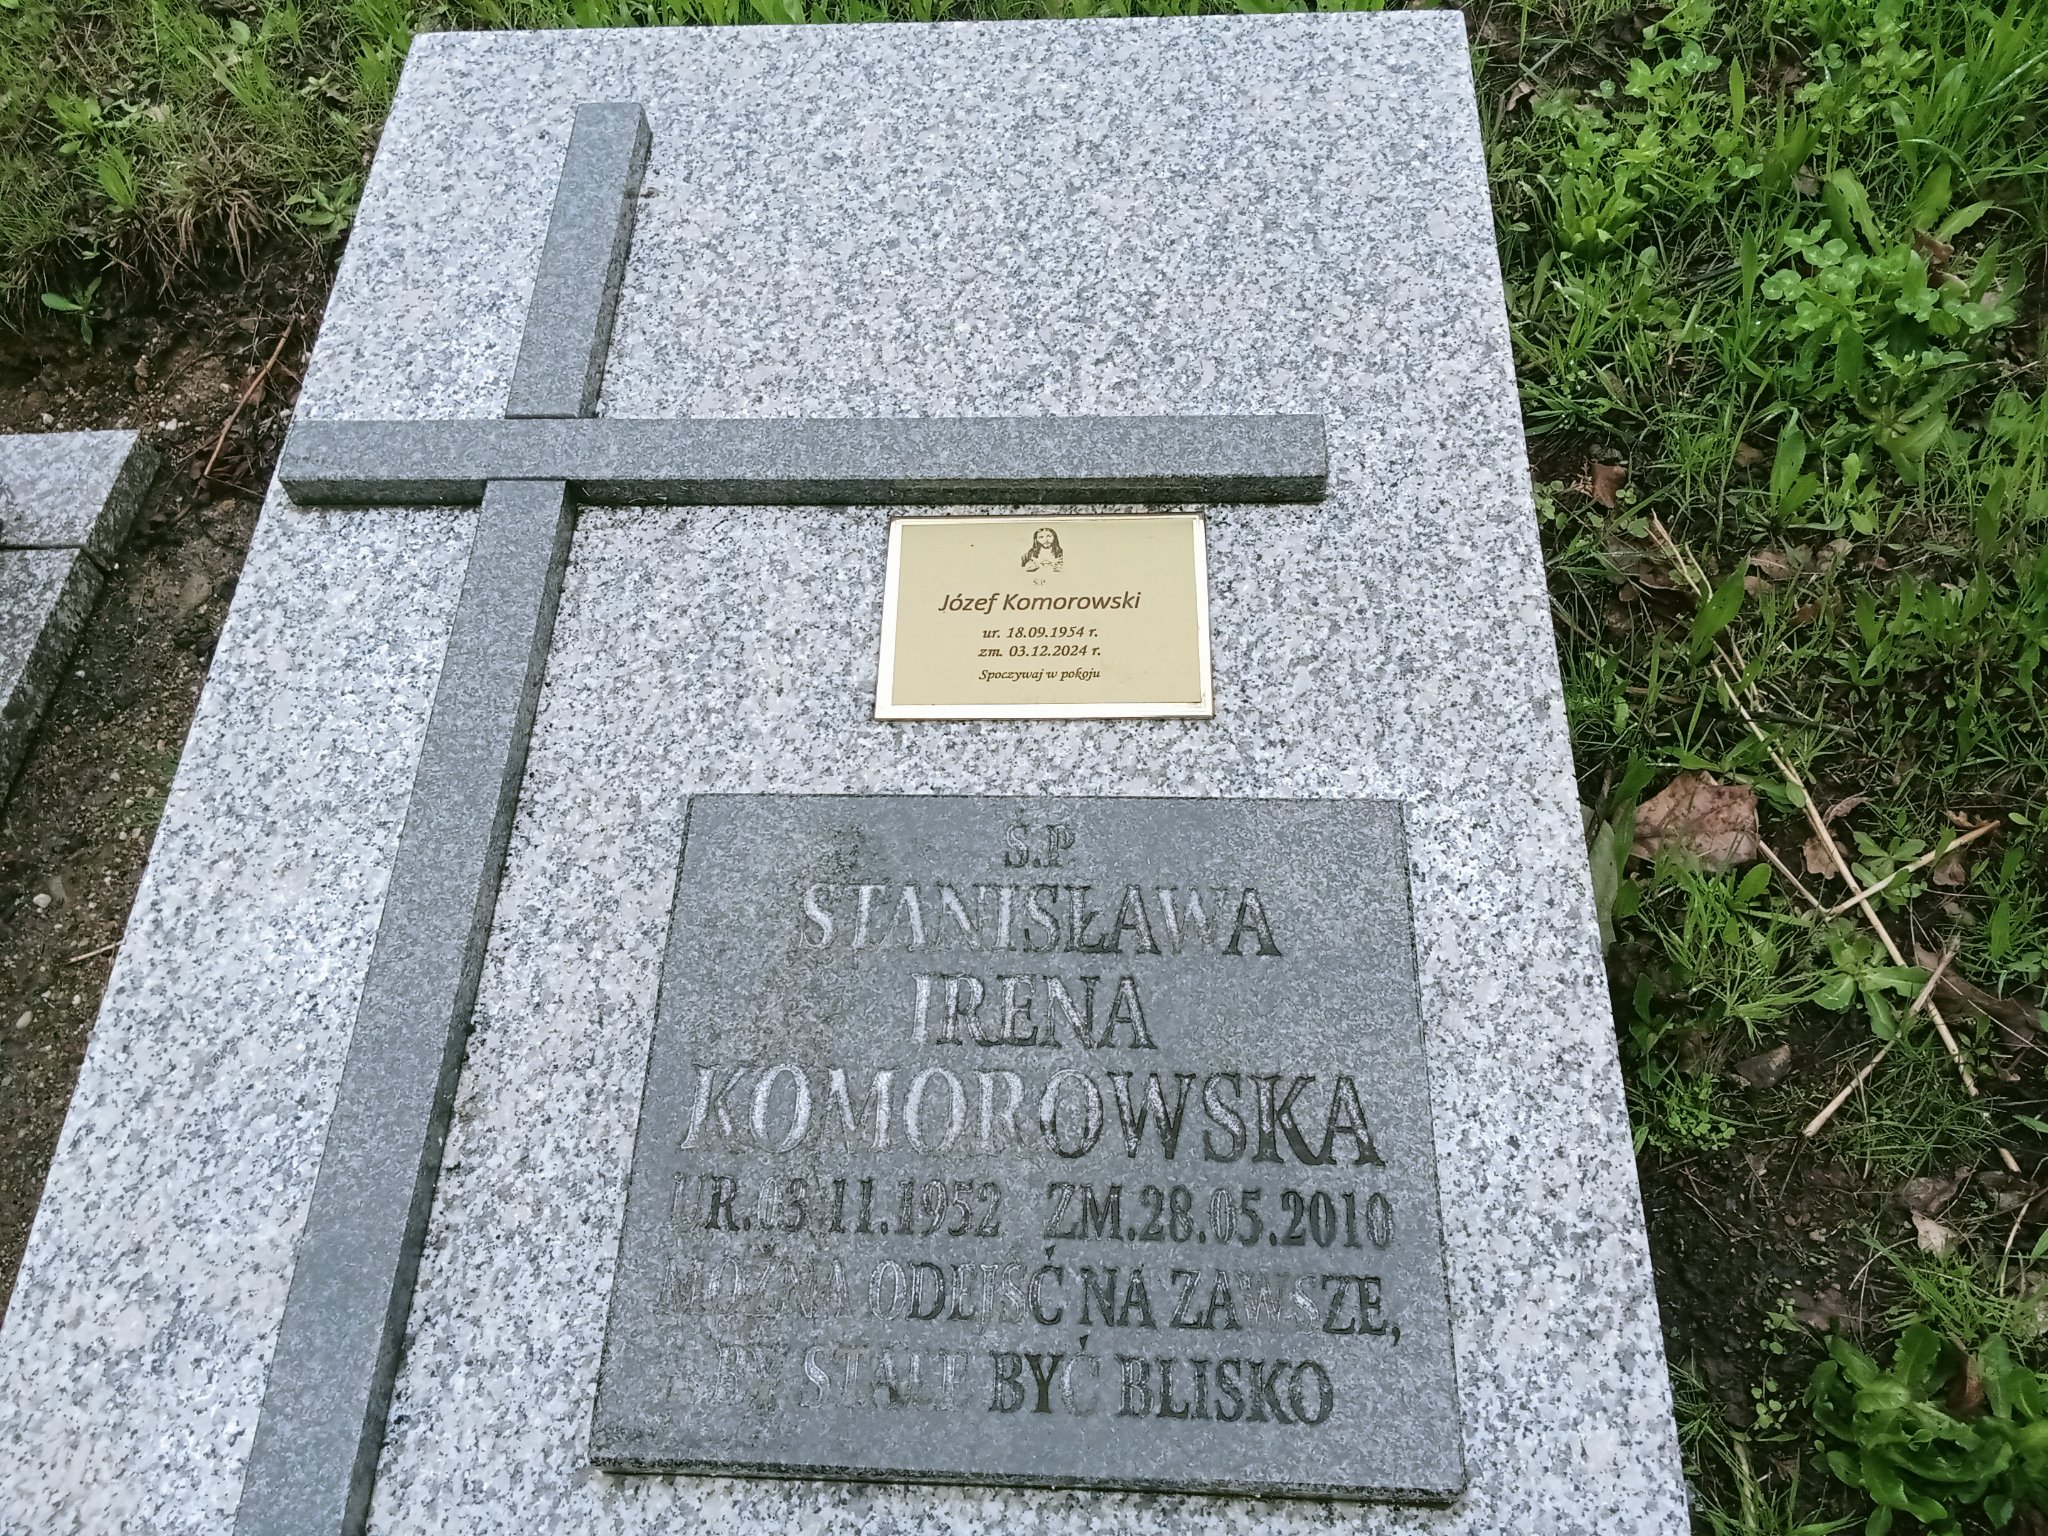 Ś.P
Józef Komorowski
ur. 18.09.1954 r.
zm. 03.12.2024 r.
Spoczywaj w pokoju
Ś.P.
STANISŁAWA
IRENA
KOMOROWSKA
UR.03.11.1952 ZM.28.05.2010
MOŻNA ODEJŚĆ NA ZAWSZE,
BY STALE BYĆ BLISKO